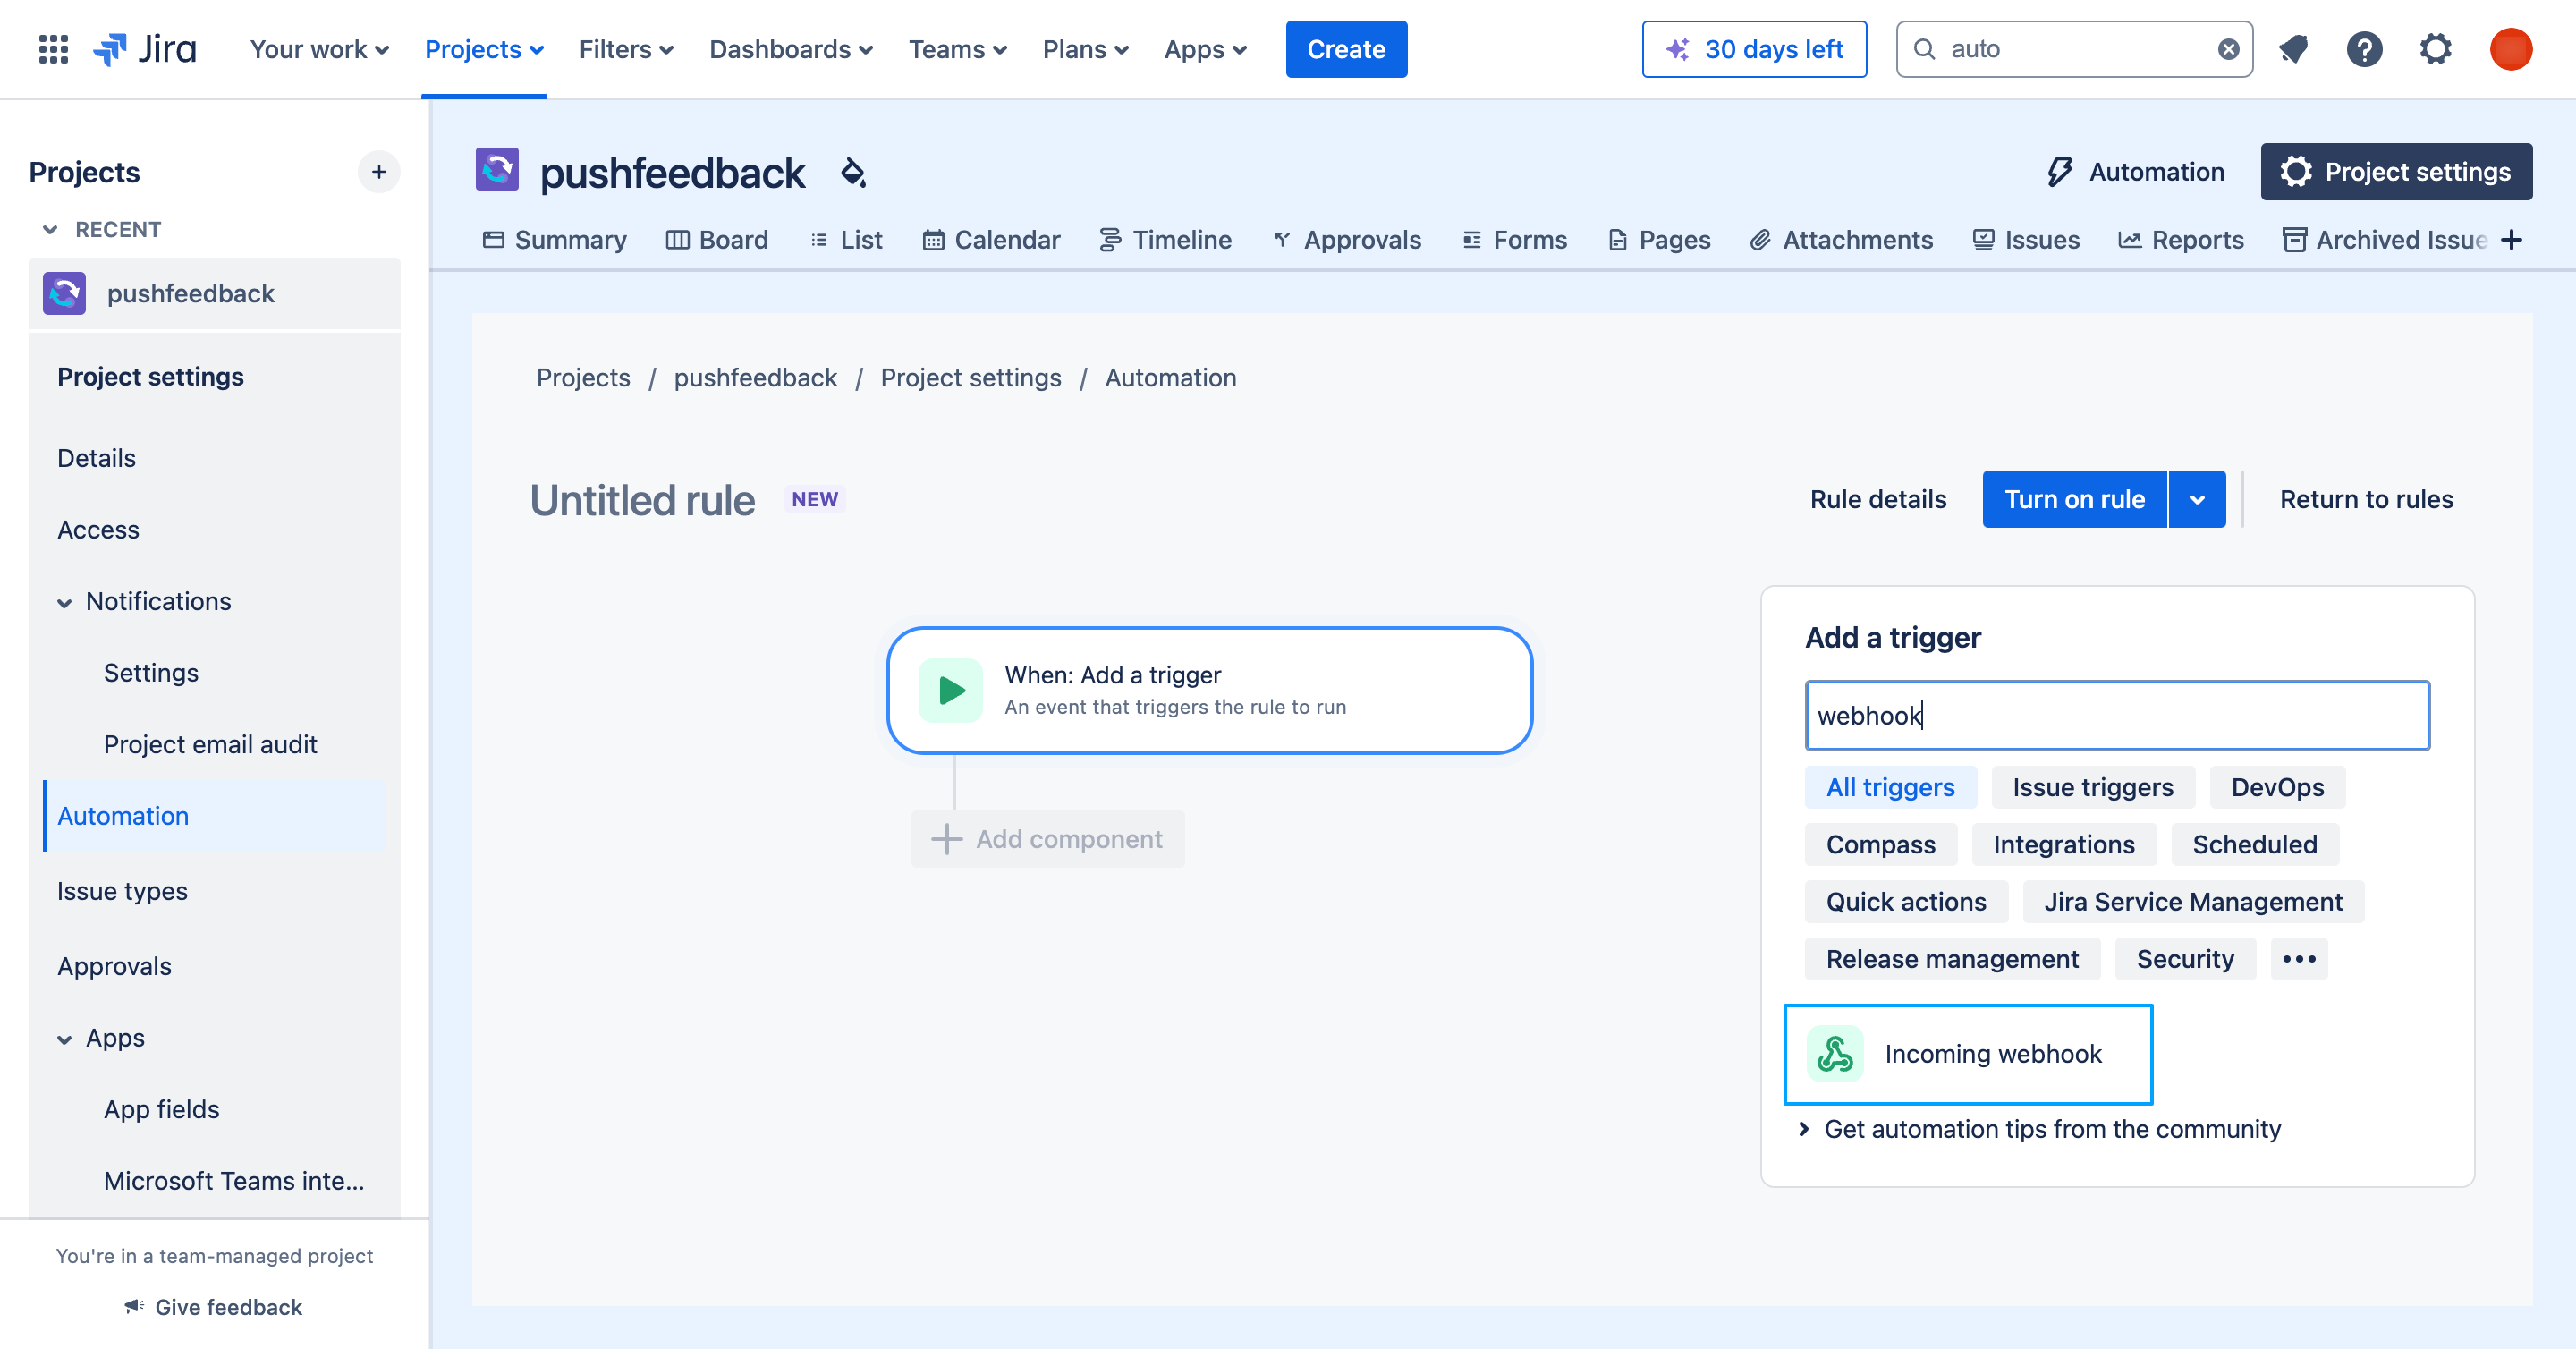 Jira Your work Projects Filters Dashboards Teams Plans Apps Create 30 days left auto
Projects
RECENT
pushfeedback
Project settings
Details
Access
Notifications
Settings
Project email audit
Automation
Issue types
Approvals
Apps
App fields
Microsoft Teams inte...
You're in a team-managed project
Give feedback
pushfeedback Automation Project settings
Summary Board List Calendar Timeline Approvals Forms Pages Attachments Issues Reports Archived Issue
Projects / pushfeedback / Project settings / Automation
Untitled rule NEW Rule details Turn on rule Return to rules
When: Add a trigger
An event that triggers the rule to run
Add component
Add a trigger
webhook
All triggers Issue triggers DevOps
Compass Integrations Scheduled
Quick actions Jira Service Management
Release management Security
Incoming webhook
Get automation tips from the community